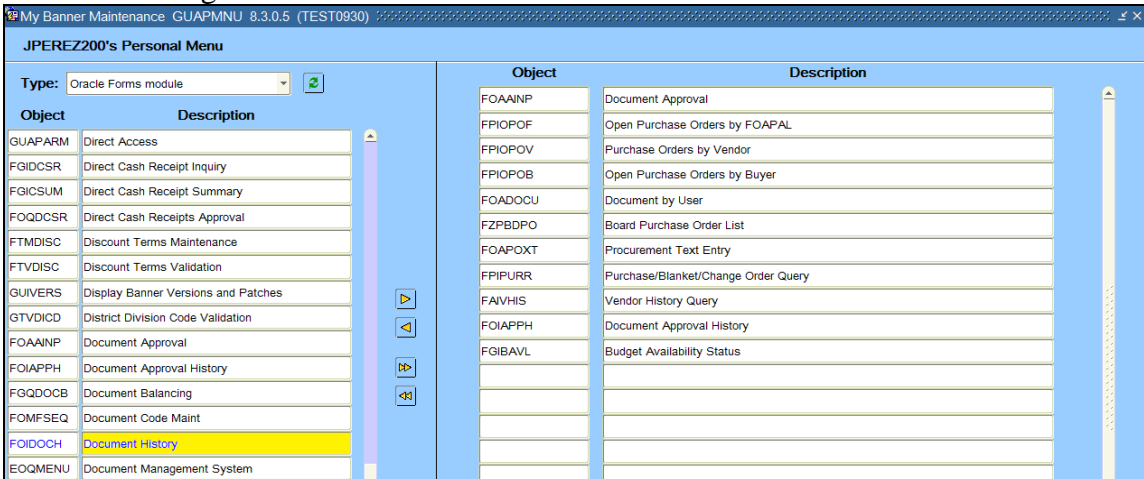 My Banner Maintenance GUAPMNU 8.3.0.5 (TEST0930)
JPEREZ200's Personal Menu
Type: Oracle Forms module
Object Description
GUAPARM Direct Access
FGIDCSR Direct Cash Receipt Inquiry
FGICSUM Direct Cash Receipt Summary
FOQDCSR Direct Cash Receipts Approval
FTMDISC Discount Terms Maintenance
FTVDISC Discount Terms Validation
GUIVERS Display Banner Versions and Patches
GTVDICD District Division Code Validation
FOAAINP Document Approval
FOIAPPH Document Approval History
FGQDOCB Document Balancing
FOMFSEQ Document Code Maint
FOIDOCH Document History
EOQMENU Document Management System
Object Description
FOAAINP Document Approval
FPIOPOF Open Purchase Orders by FOAPAL
FPIOPOV Purchase Orders by Vendor
FPIOPOB Open Purchase Orders by Buyer
FOADOCU Document by User
FZPBDPO Board Purchase Order List
FOAPOXT Procurement Text Entry
FPIPURR Purchase/Blanket/Change Order Query
FAIVHIS Vendor History Query
FOIAPPH Document Approval History
FGIBAVL Budget Availability Status